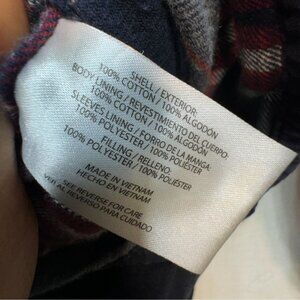 SHELL / EXTERIOR:
100% COTTON / 100% ALGODÓN
BODY LINING / REVESTIMIENTO DEL CUERPO:
100% COTTON / 100% ALGODÓN
SLEEVES LINING / FORRO DE LA MANGA:
100% POLYESTER / 100% POLIÉSTER
FILLING / RELLENO:
100% POLYESTER / 100% POLIÉSTER
MADE IN VIETNAM
HECHO EN VIETNAM
SEE REVERSE FOR CARE
VER AL REVERSO PARA CUIDADO